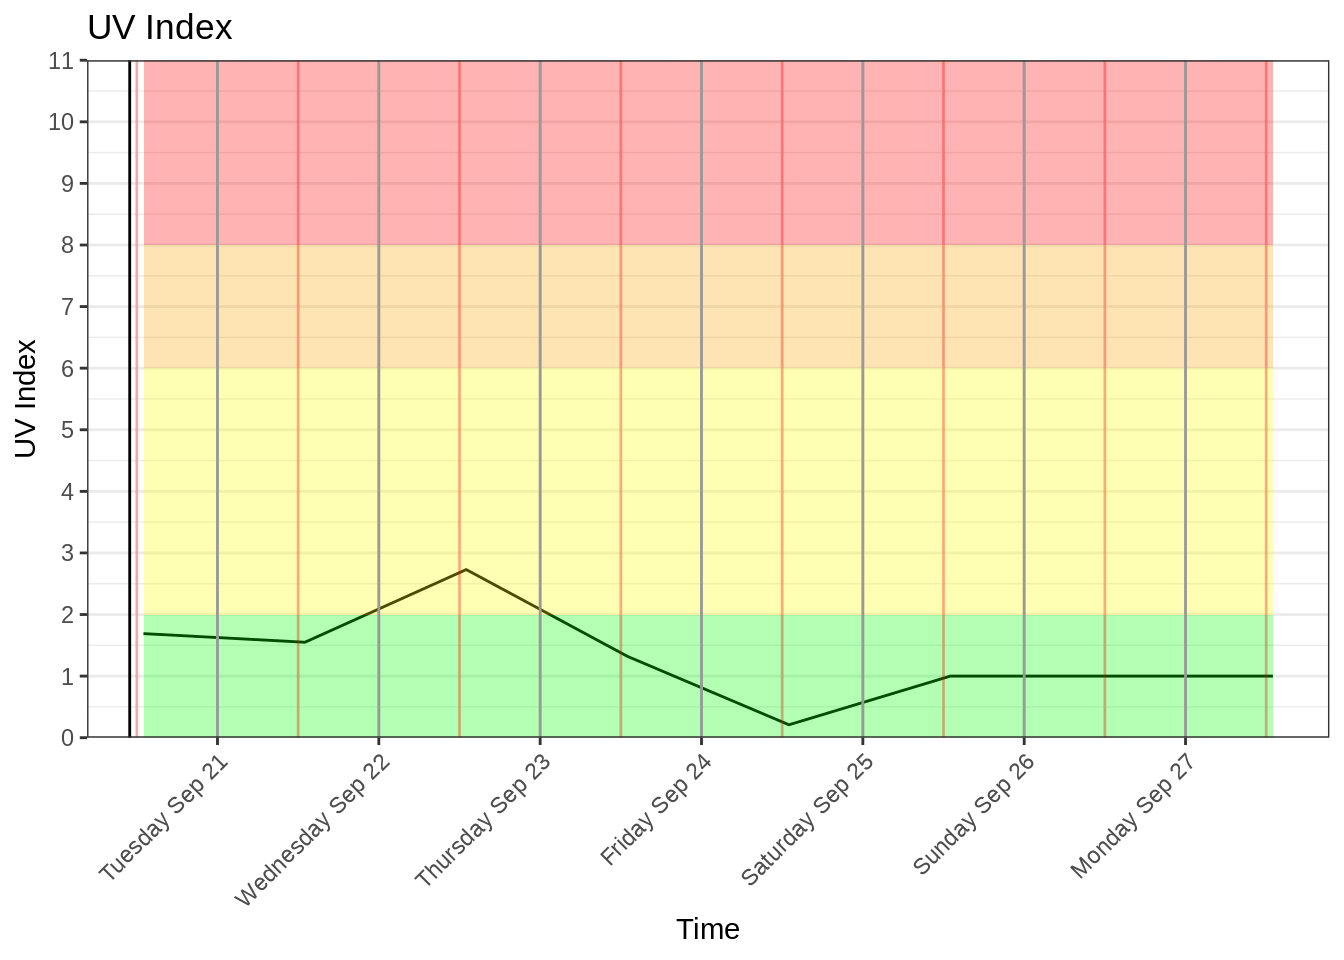 UV Index
11
10
9
8
7
6
5
4
3
2
1
0
UV Index
Tuesday Sep 21
Wednesday Sep 22
Thursday Sep 23
Friday Sep 24
Saturday Sep 25
Sunday Sep 26
Monday Sep 27
Time